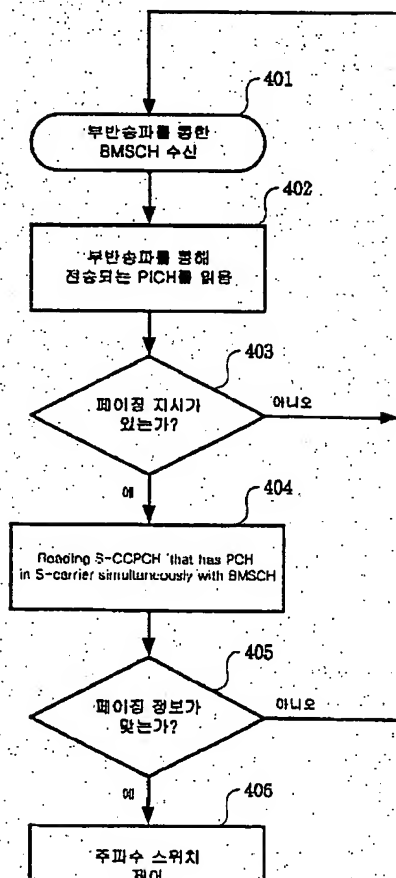 401
부반송파를 통한
BMSCH 수신
402
부반송파를 통해
전송되는 PICH를 읽음
403
페이징 지시가
있는가?
아니오
예
404
Reading S-CCPCH that has PCH
in S-carrier simultaneously with BMSCH
405
페이징 정보가
맞는가?
아니오
예
406
주파수 스위치
제어